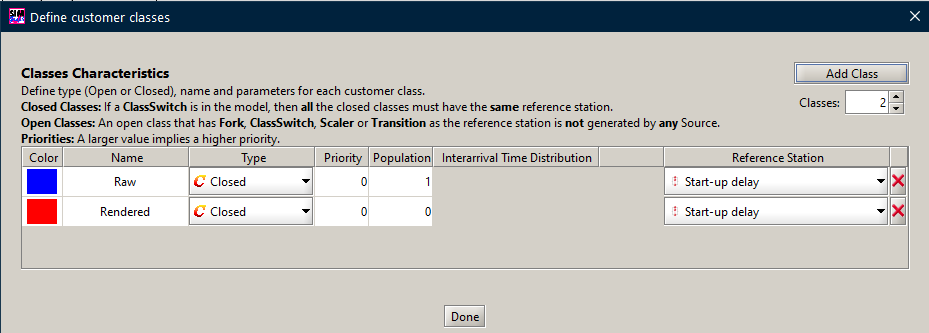 Define customer classes
Classes Characteristics
Add Class
Define type (Open or Closed), name and parameters for each customer class.
Closed Classes: If a ClassSwitch is in the model, then all the closed classes must have the same reference station.
Classes: 2
Open Classes: An open class that has Fork, ClassSwitch, Scaler or Transition as the reference station is not generated by any Source.
Priorities: A larger value implies a higher priority.
Color Name Type Priority Population Interarrival Time Distribution Reference Station
Raw C Closed 0 1 Start-up delay
Rendered C Closed 0 0 Start-up delay
Done